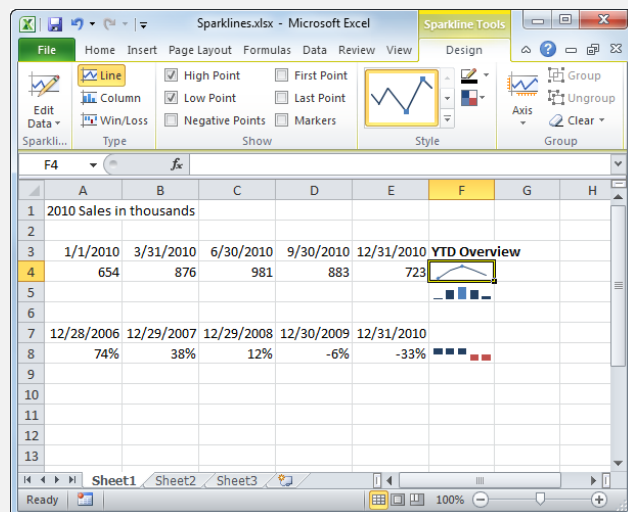 Sparklines.xlsx - Microsoft Excel Sparkline Tools
File Home Insert Page Layout Formulas Data Review View Design
Line High Point First Point Group
Edit Data Column Low Point Last Point Axis Ungroup
Win/Loss Negative Points Markers Clear
Sparkli... Type Show Style Group
F4 fx
A B C D E F G H
1 2010 Sales in thousands
2
3 1/1/2010 3/31/2010 6/30/2010 9/30/2010 12/31/2010 YTD Overview
4 654 876 981 883 723
5
6
7 12/28/2006 12/29/2007 12/29/2008 12/30/2009 12/31/2010
8 74% 38% 12% -6% -33%
9
10
11
12
13
Sheet1 Sheet2 Sheet3
Ready 100%